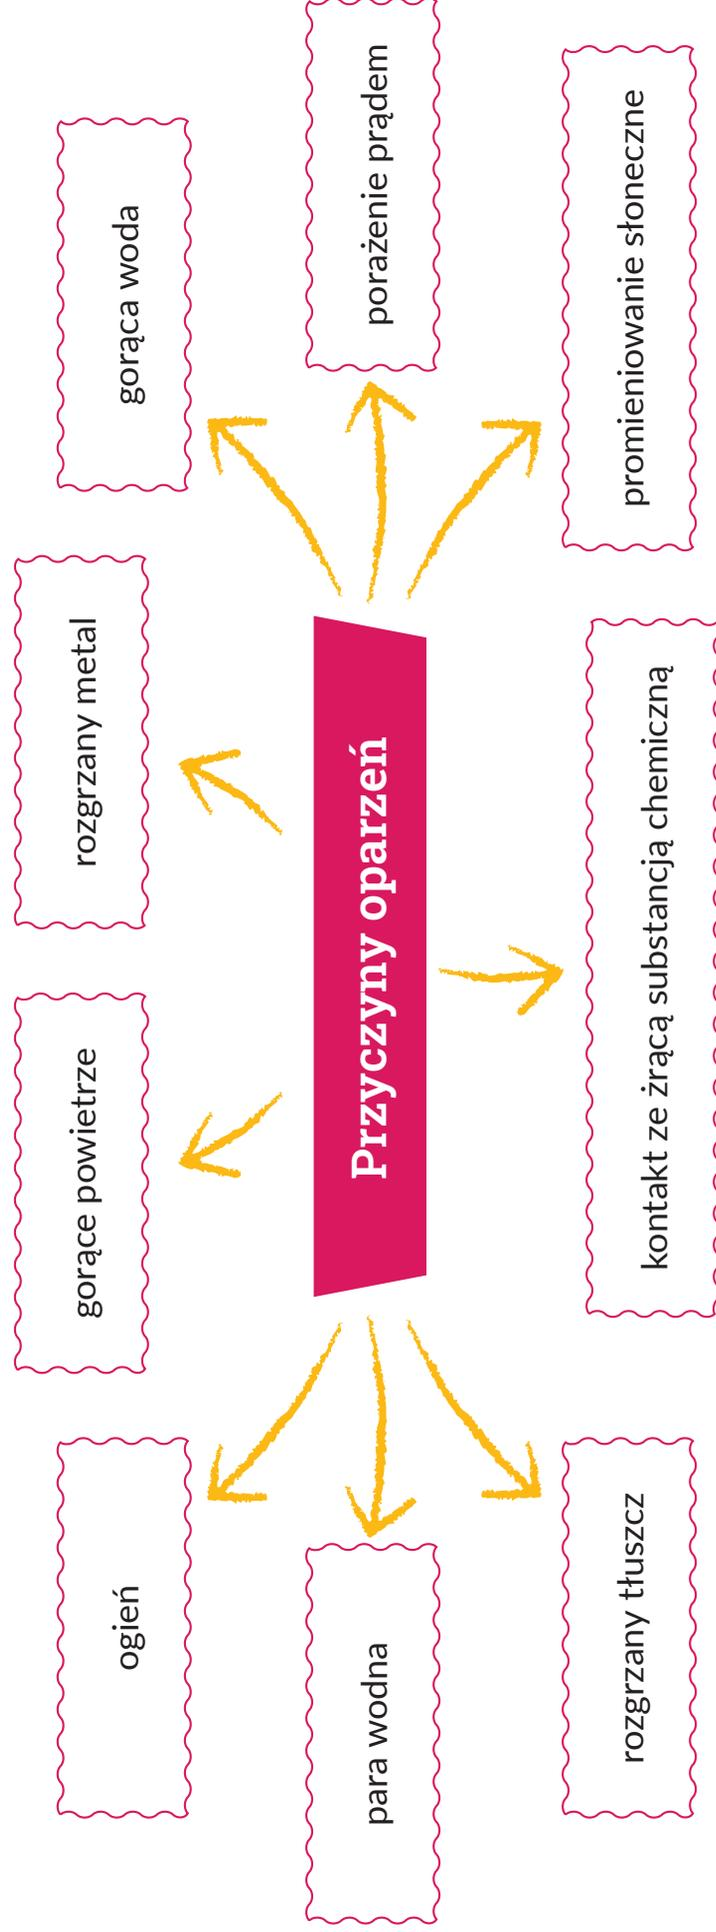 ogień
gorące powietrze
rozgrzany metal
gorąca woda
para wodna
Przyczyny oparzeń
porażenie prądem
rozgrzany tłuszcz
kontakt ze żrącą substancją chemiczną
promieniowanie słoneczne